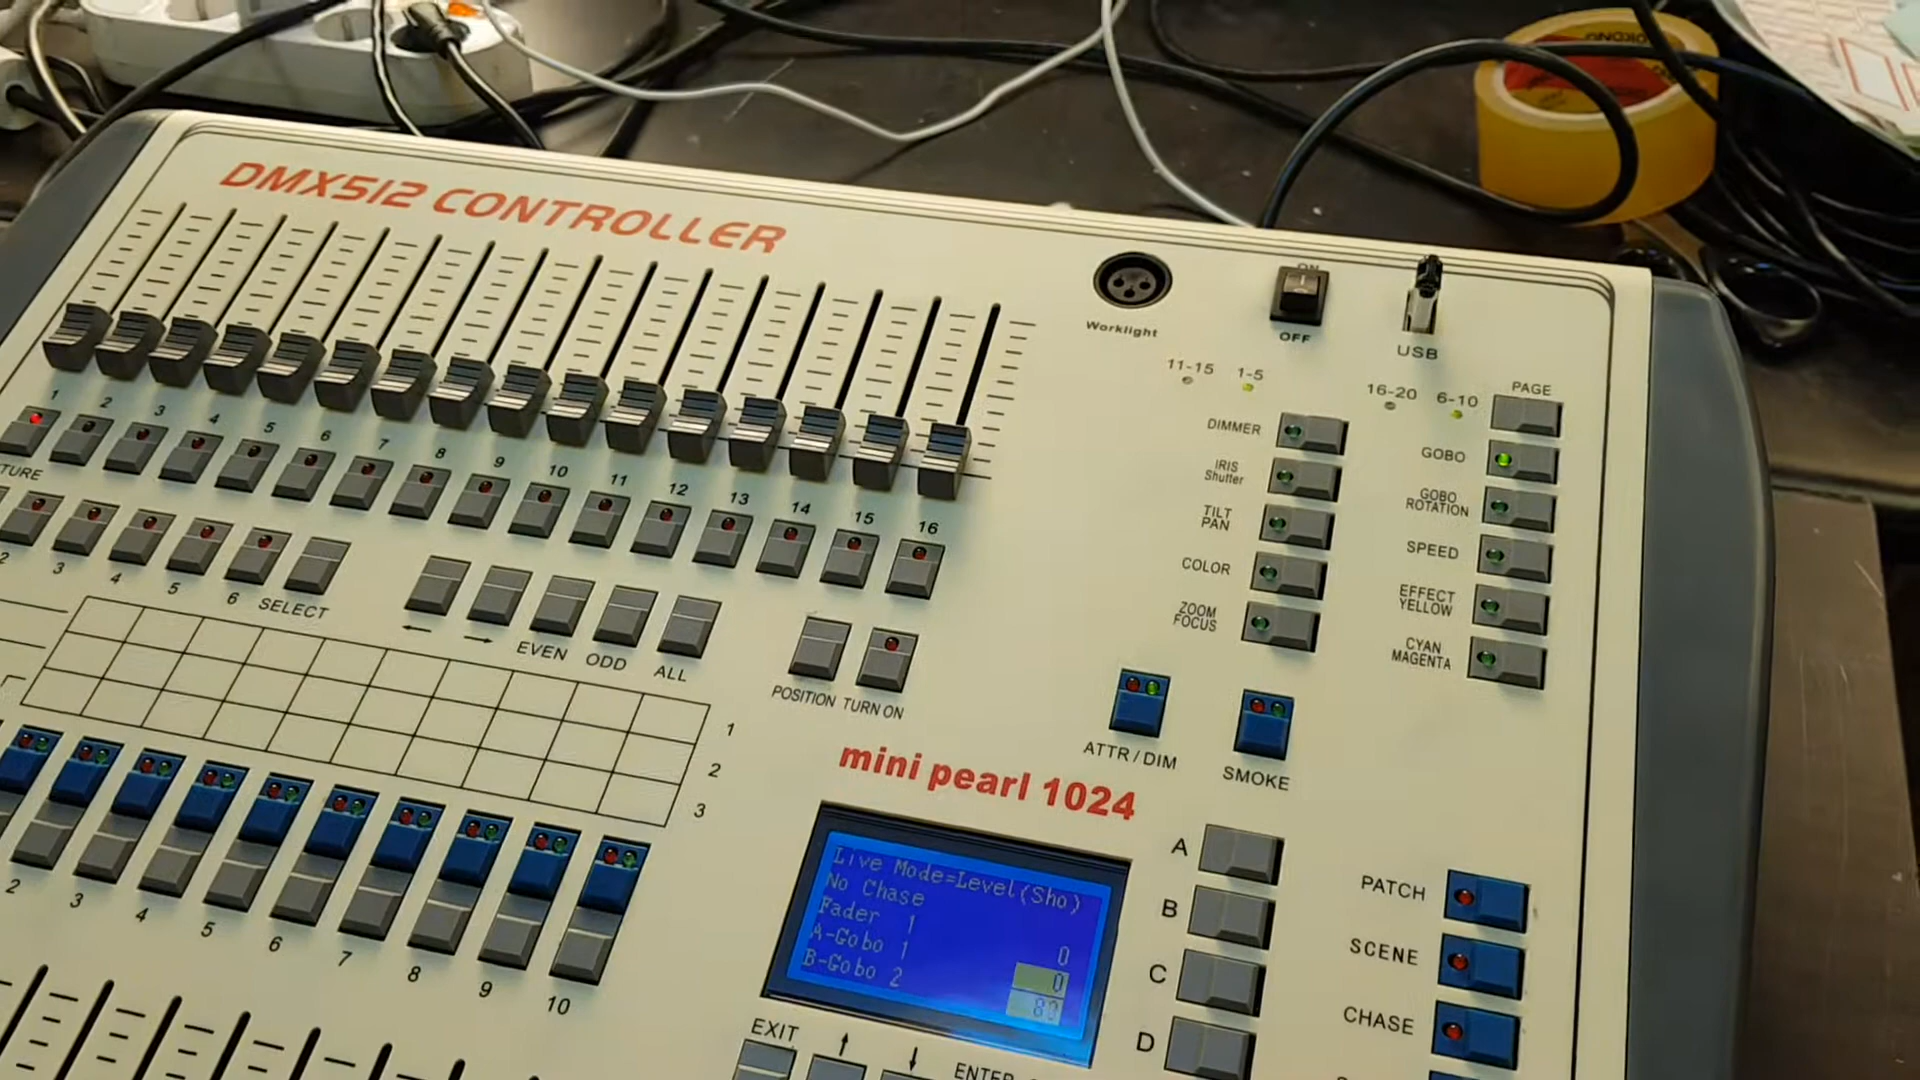 DMX512 CONTROLLER
Worklight
ON
OFF
USB
11-15 1-5
16-20 6-10
PAGE
DIMMER
GOBO
IRIS
Shutter
GOBO
ROTATION
TILT
PAN
SPEED
COLOR
EFFECT
YELLOW
ZOOM
FOCUS
CYAN
MAGENTA
1 2 3 4 5 6 7 8 9 10 11 12 13 14 15 16
TURE
2 3 4 5 6 SELECT
EVEN ODD ALL
POSITION TURN ON
ATTR/DIM
SMOKE
1
2
3
mini pearl 1024
2 3 4 5 6 7 8 9 10
Live Mode=Level(Sho)
No Chase
Fader 1
0
A-Gobo 1
0
B-Gobo 2
A
B
C
D
PATCH
SCENE
CHASE
EXIT
ENTER